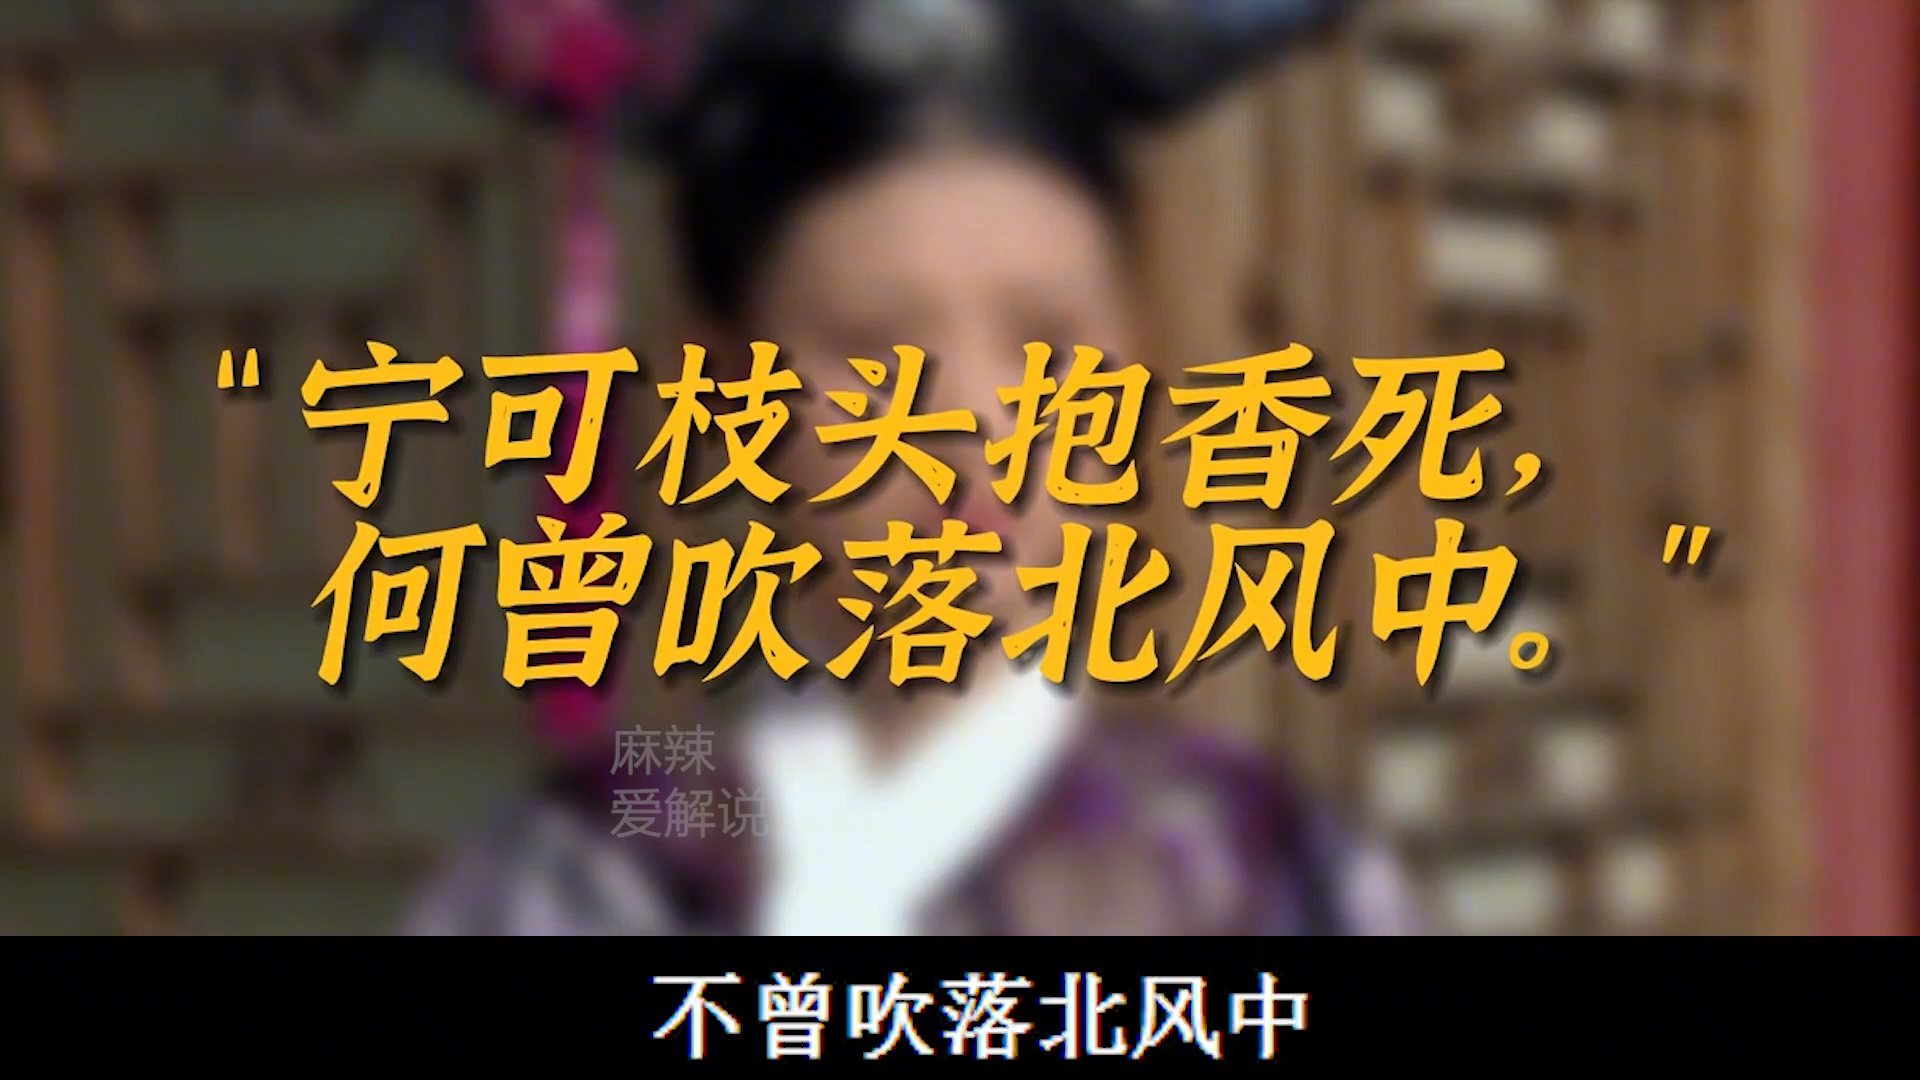 “宁可枝头抱香死，
何曾吹落北风中。”
麻辣
爱解说
不曾吹落北风中